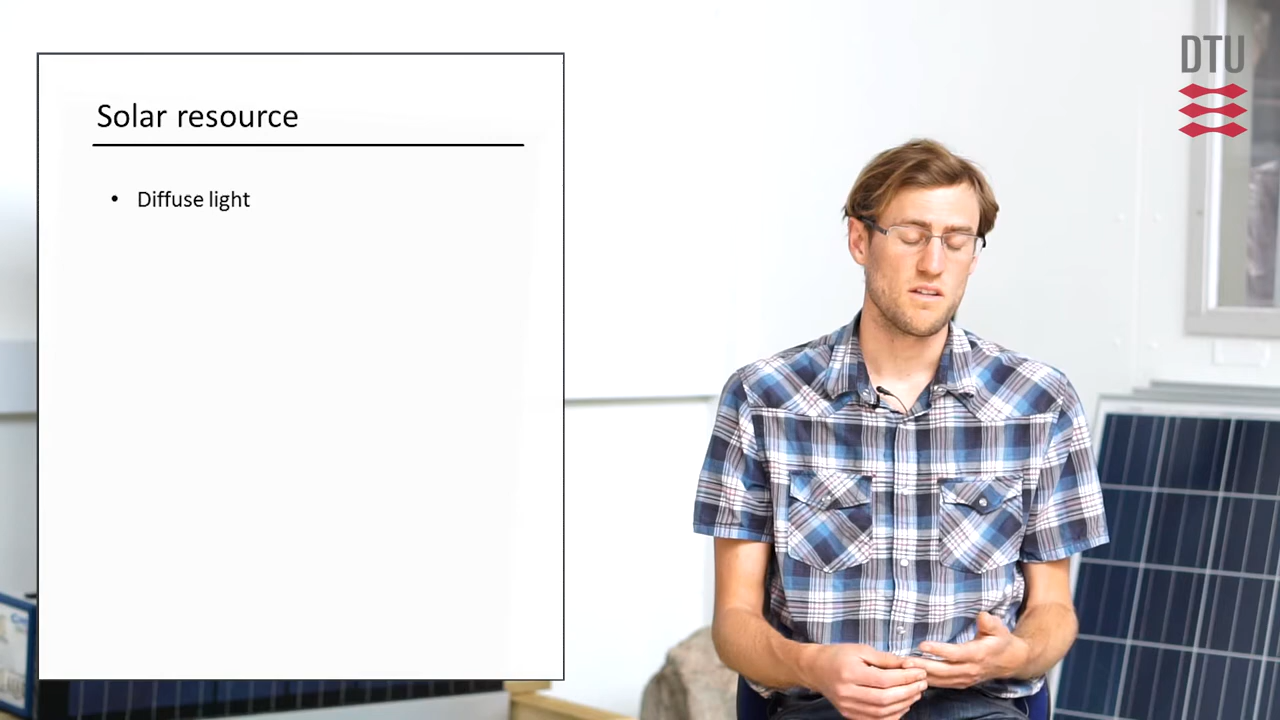 Solar resource
• Diffuse light
DTU